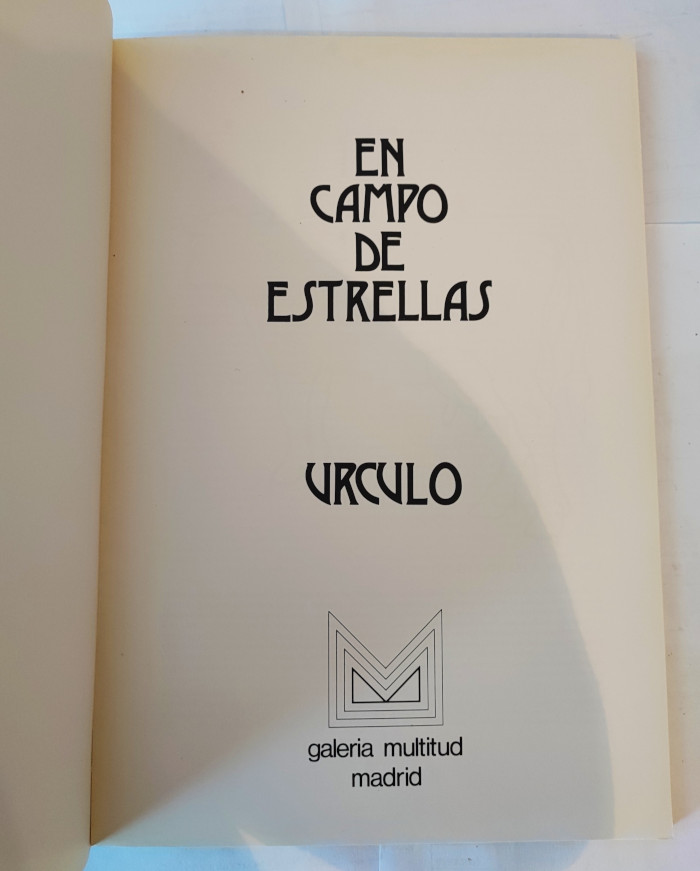 EN
CAMPO
DE
ESTRELLAS
URCULO
galeria multitud
madrid